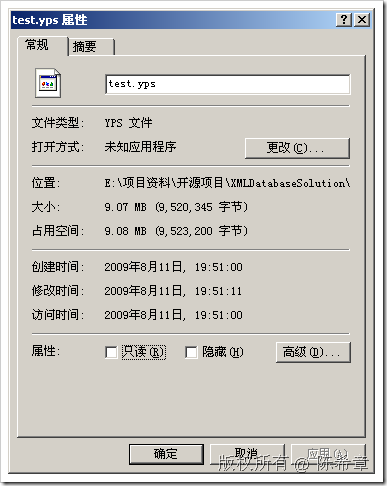 test.yps 属性
常规 摘要
test.yps
文件类型: YPS 文件
打开方式: 未知应用程序 更改(C)...
位置: E:\项目资料\开源项目\XMLDatabaseSolution\
大小: 9.07 MB (9,520,345 字节)
占用空间: 9.08 MB (9,523,200 字节)
创建时间: 2009年8月11日, 19:51:00
修改时间: 2009年8月11日, 19:51:11
访问时间: 2009年8月11日, 19:51:00
属性: 只读(R) 隐藏(H) 高级(D)...
确定 取消 应用(A)
版权所有 @ 陈希章